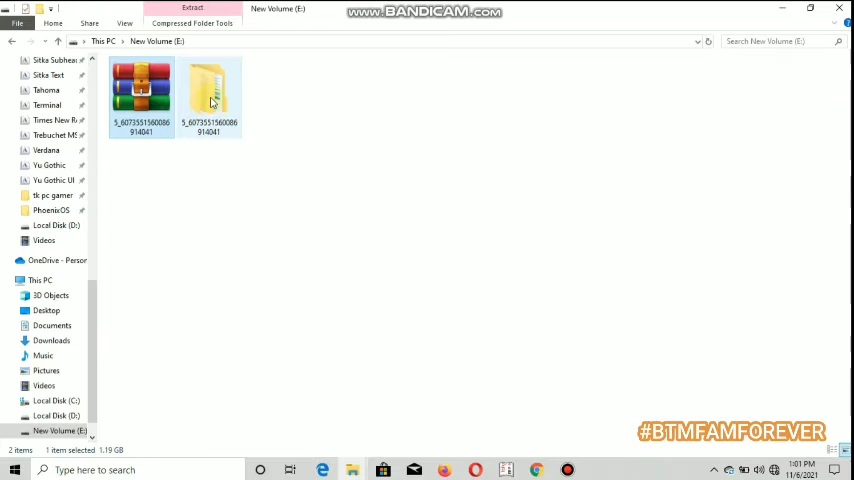 Extract
New Volume (E:)
www.BANDICAM.com
File
Home
Share
View
Compressed Folder Tools
This PC
New Volume (E:)
Search New Volume (E:)
Sitka Subhea
Sitka Text
Tahoma
Terminal
Times New R
Trebuchet MS
Verdana
Yu Gothic
Yu Gothic UI
tk pc gamer
PhoenixOS
Local Disk (D:)
Videos
OneDrive - Person
This PC
3D Objects
Desktop
Documents
Downloads
Music
Pictures
Videos
Local Disk (C:)
Local Disk (D:)
New Volume (E:)
5_6073551560086
914041
5_6073551560086
914041
#BTMFAMFOREVER
2 items
1 item selected 1.19 GB
Type here to search
1:01 PM
11/6/2021